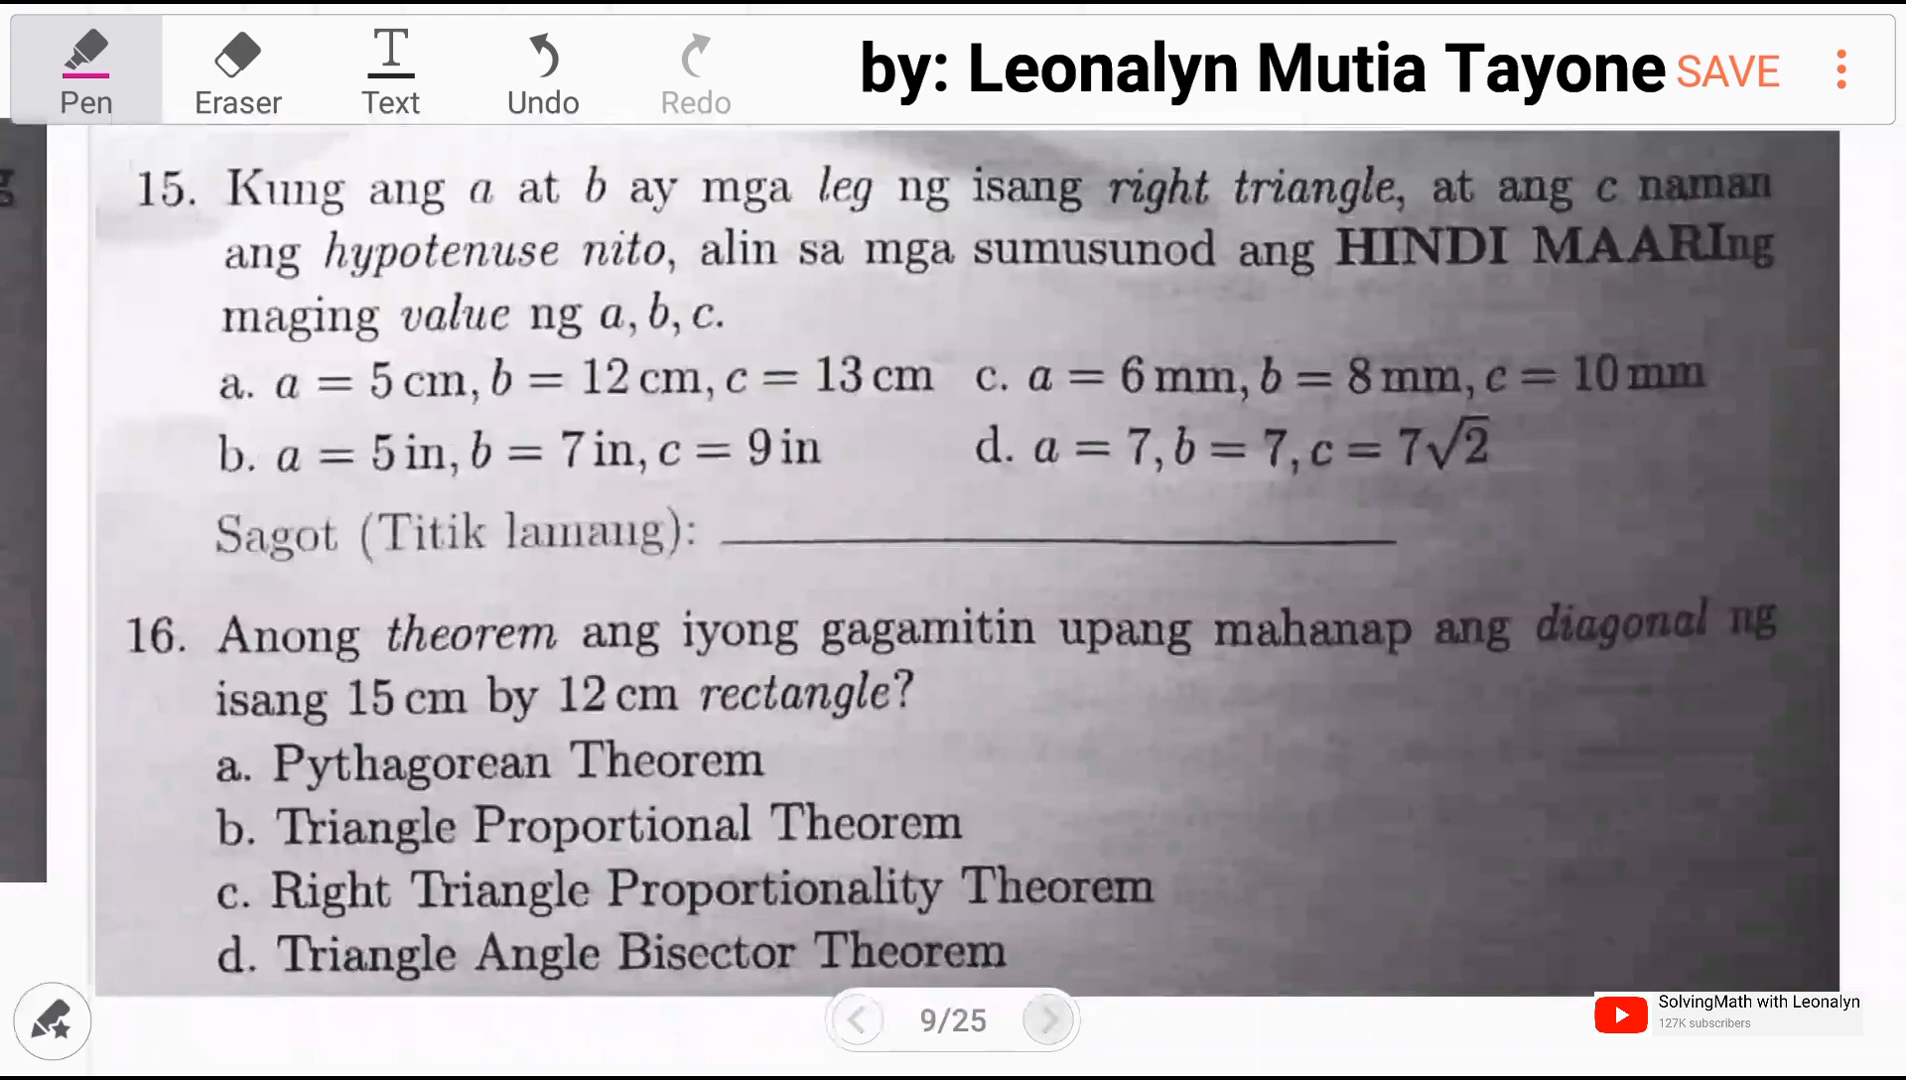 Pen
Eraser
Text
Undo
Redo
by: Leonalyn Mutia Tayone
SAVE
15. Kung ang a at b ay mga leg ng isang right triangle, at ang c naman
ang hypotenuse nito, alin sa mga sumusunod ang HINDI MAARIng
maging value ng a, b, c.
a. a = 5 cm, b = 12 cm, c = 13 cm c. a = 6 mm, b = 8 mm, c = 10 mm
b. a = 5 in, b = 7 in, c = 9 in d. a = 7, b = 7, c = 7√2
Sagot (Titik lamang): ____________________
16. Anong theorem ang iyong gagamitin upang mahanap ang diagonal ng
isang 15 cm by 12 cm rectangle?
a. Pythagorean Theorem
b. Triangle Proportional Theorem
c. Right Triangle Proportionality Theorem
d. Triangle Angle Bisector Theorem
9/25
SolvingMath with Leonalyn
127K subscribers